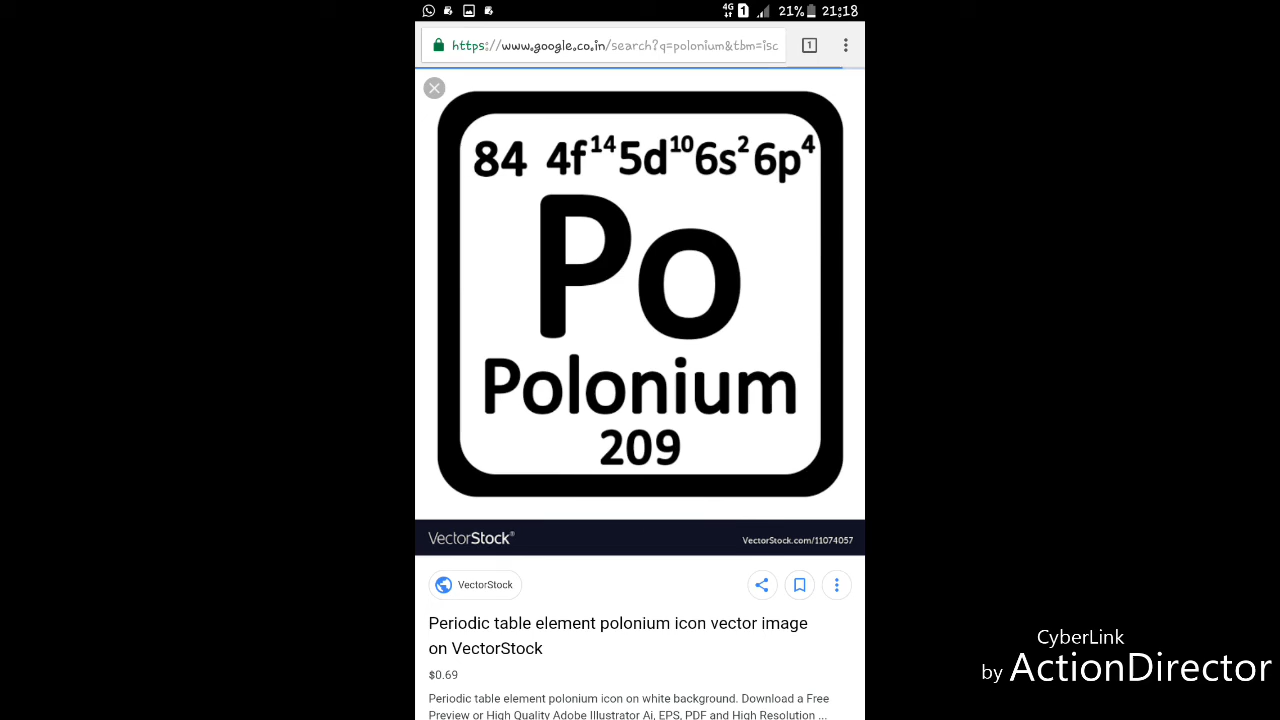 4G 1 21% 21:18
https://www.google.co.in/search?q=polonium&tbm=isc 1
84 4f¹⁴5d¹⁰6s²6p⁴
Po
Polonium
209
VectorStock® VectorStock.com/11074057
VectorStock
Periodic table element polonium icon vector image
on VectorStock
$0.69
Periodic table element polonium icon on white background. Download a Free
Preview or High Quality Adobe Illustrator Ai, EPS, PDF and High Resolution ...
CyberLink
by ActionDirector